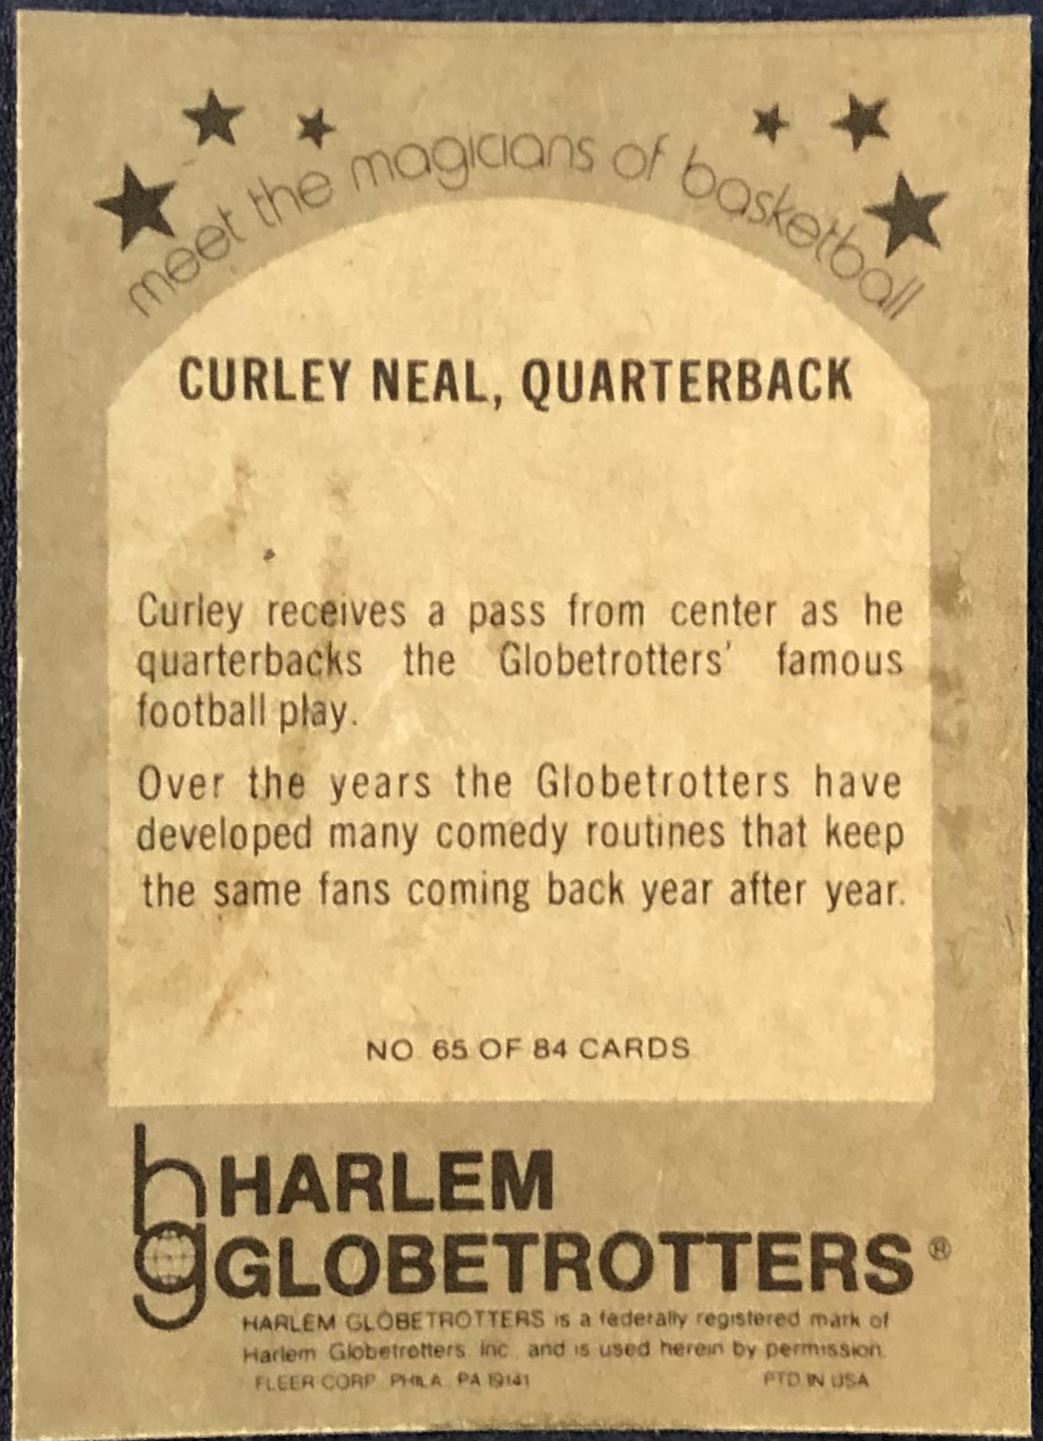 meet the magicians of basketball
CURLEY NEAL, QUARTERBACK
Curley receives a pass from center as he
quarterbacks the Globetrotters' famous
football play.
Over the years the Globetrotters have
developed many comedy routines that keep
the same fans coming back year after year.
NO 65 OF 84 CARDS
hg HARLEM
GLOBETROTTERS ®
HARLEM GLOBETROTTERS is a federally registered mark of
Harlem Globetrotters Inc. and is used herein by permission.
FLEER CORP. PHILA. PA 19141 PTD IN USA